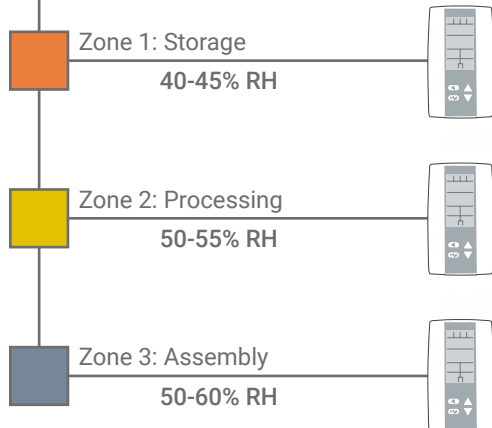 Zone 1: Storage
40-45% RH
Zone 2: Processing
50-55% RH
Zone 3: Assembly
50-60% RH